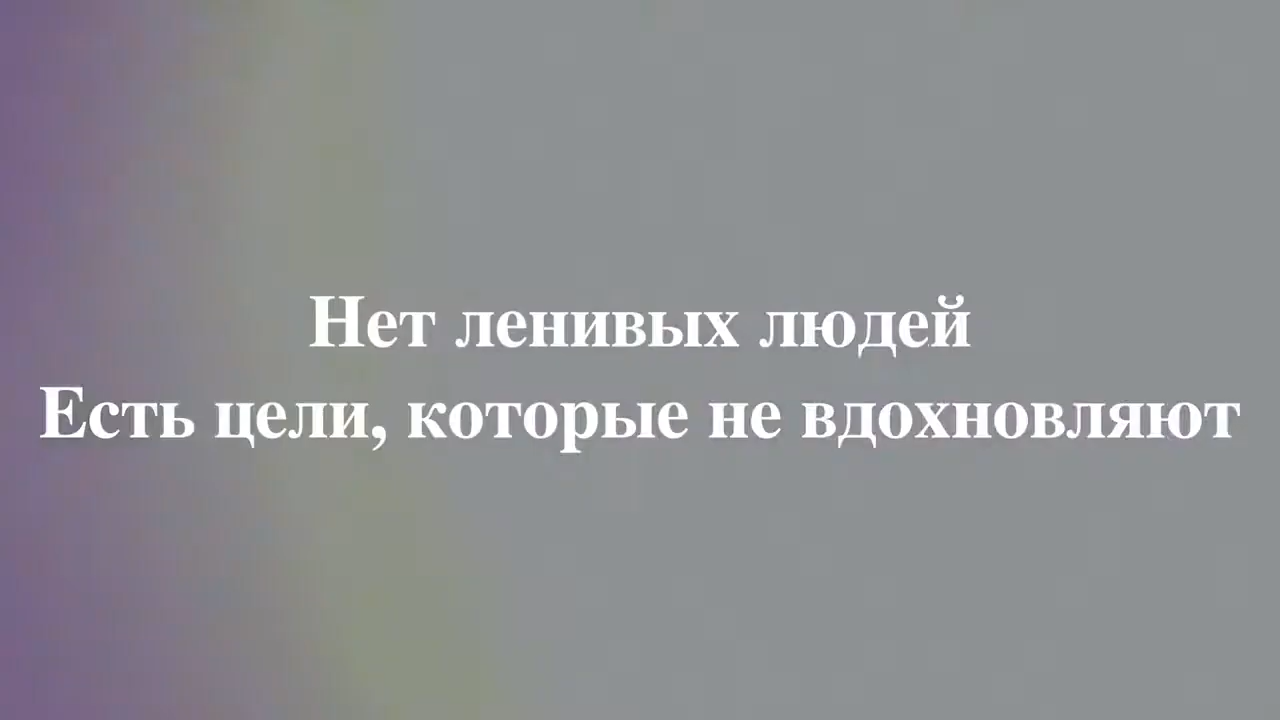 Нет ленивых людей
Есть цели, которые не вдохновляют